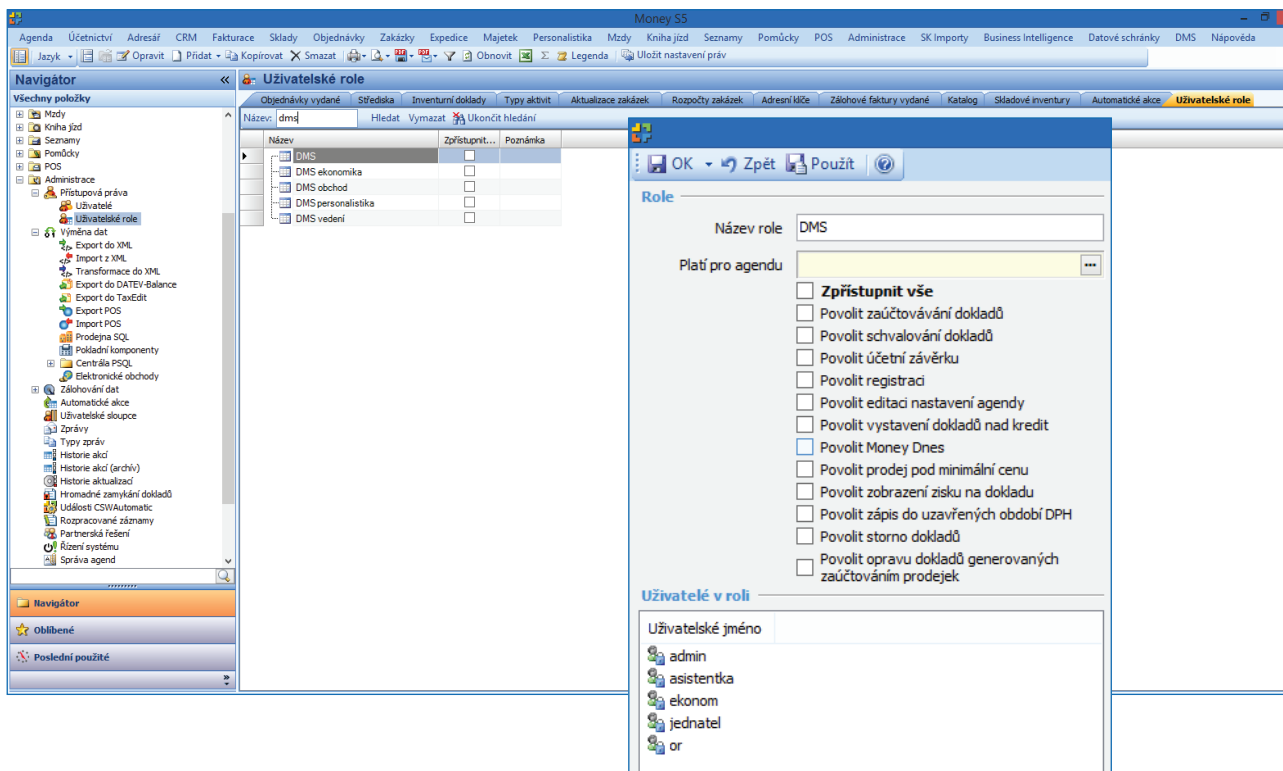 Money S5
Agenda Účetnictví Adresář CRM Fakturace Sklady Objednávky Zakázky Expedice Majetek Personalistika Mzdy Kniha jízd Seznamy Pomůcky POS Administrace SK Importy Business Intelligence Datové schránky DMS Nápověda
Jazyk Opravit Přidat Kopírovat Smazat Obnovit Σ Legenda Uložit nastavení práv
Navigátor «
Všechny položky
Mzdy
Kniha jízd
Seznamy
Pomůcky
POS
Administrace
Přístupová práva
Uživatelé
Uživatelské role
Výměna dat
Export do XML
Import z XML
Transformace do XML
Export do DATEV-Balance
Export do TaxEdit
Export POS
Import POS
Prodejna SQL
Pokladní komponenty
Centrála PSQL
Elektronické obchody
Zálohování dat
Automatické akce
Uživatelské sloupce
Zprávy
Typy zpráv
Historie akcí
Historie akcí (archív)
Historie aktualizací
Hromadné zamykání dokladů
Události CSWAutomatic
Rozpracované záznamy
Partnerská řešení
Řízení systému
Správa agend
Navigátor
Oblíbené
Poslední použité
Uživatelské role
Objednávky vydané Střediska Inventurní doklady Typy aktivit Aktualizace zakázek Rozpočty zakázek Adresní klíče Zálohové faktury vydané Katalog Skladové inventury Automatické akce Uživatelské role
Název: dms Hledat Vymazat Ukončit hledání
Název Zpřístupnit... Poznámka
DMS
DMS ekonomika
DMS obchod
DMS personalistika
DMS vedení
OK Zpět Použít
Role
Název role DMS
Platí pro agendu ...
Zpřístupnit vše
Povolit zaúčtovávání dokladů
Povolit schvalování dokladů
Povolit účetní závěrku
Povolit registraci
Povolit editaci nastavení agendy
Povolit vystavení dokladů nad kredit
Povolit Money Dnes
Povolit prodej pod minimální cenu
Povolit zobrazení zisku na dokladu
Povolit zápis do uzavřených období DPH
Povolit storno dokladů
Povolit opravu dokladů generovaných
zaúčtováním prodejek
Uživatelé v roli
Uživatelské jméno
admin
asistentka
ekonom
jednatel
or